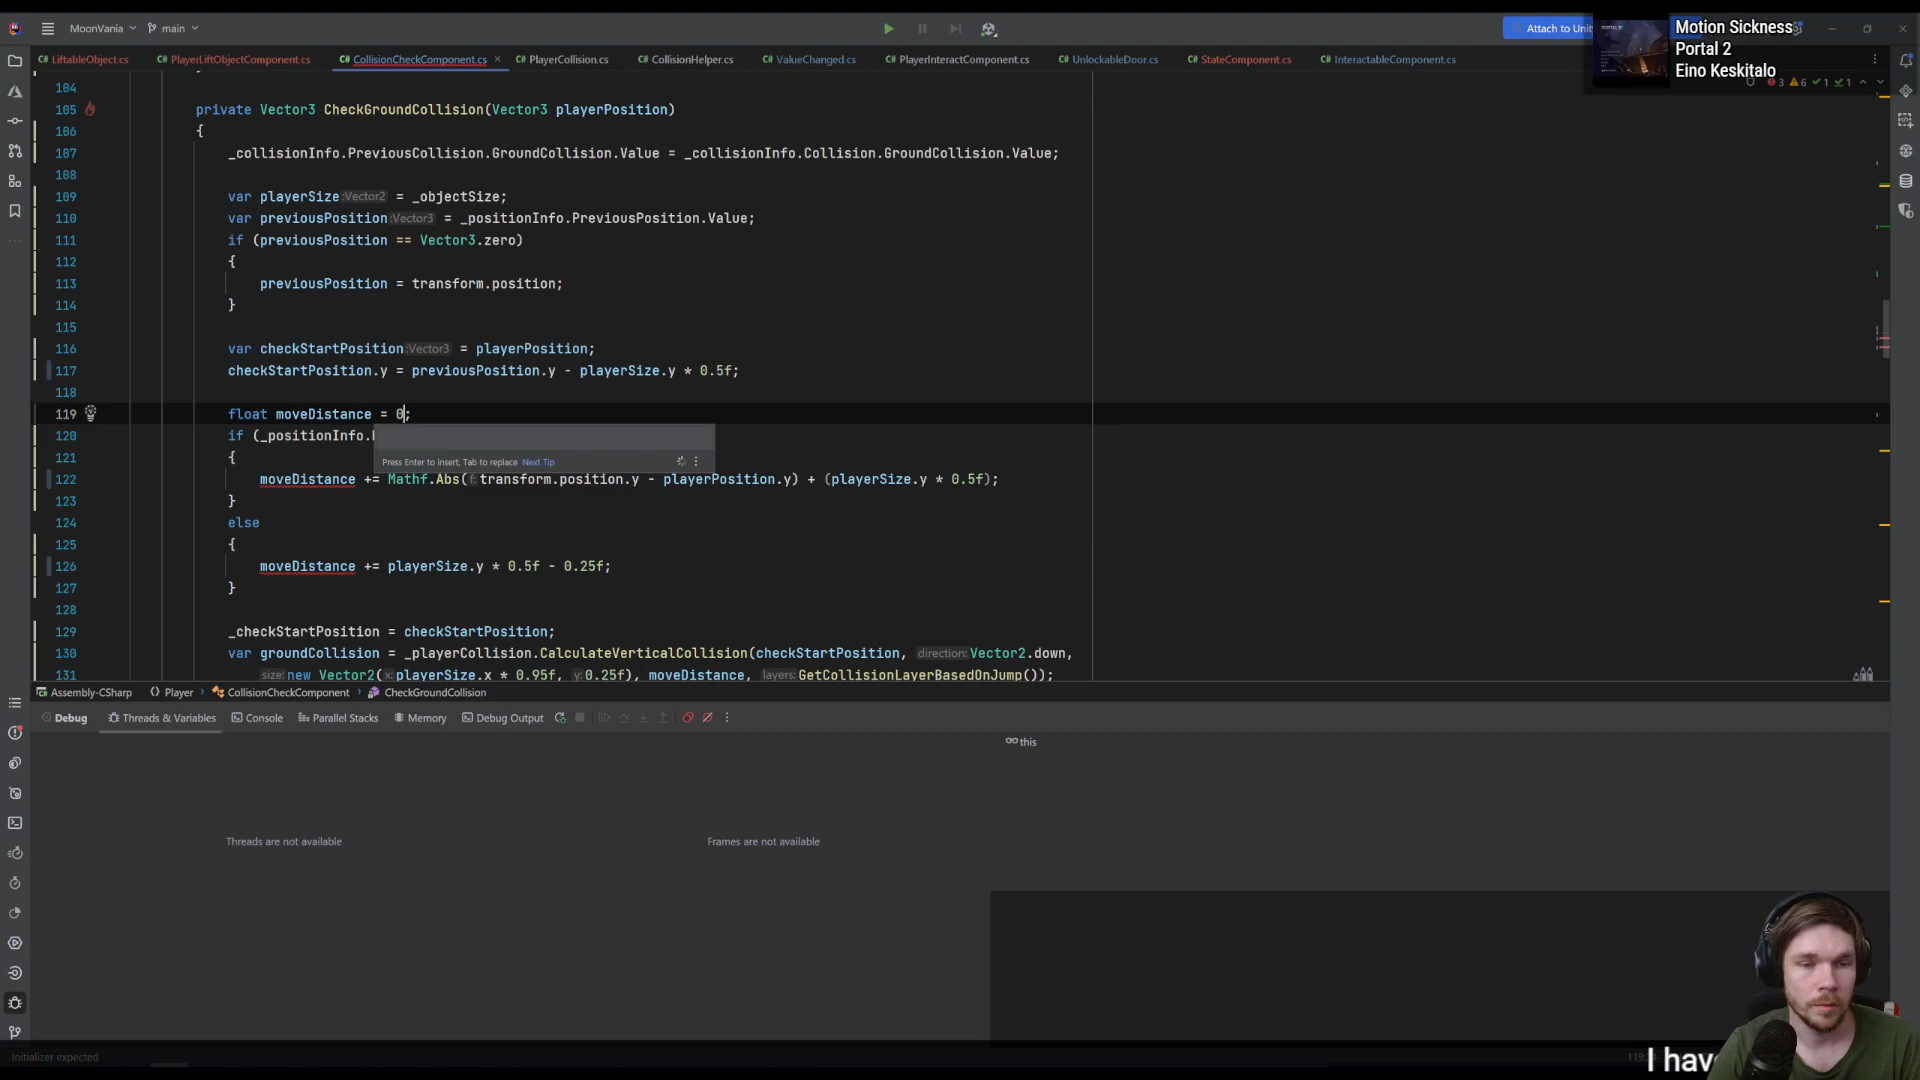 MoonVania
main
Attach to Unit
Motion Sickness
Portal 2
Eino Keskitalo
LiftableObject.cs
PlayerLiftObjectComponent.cs
CollisionCheckComponent.cs
PlayerCollision.cs
CollisionHelper.cs
ValueChanged.cs
PlayerInteractComponent.cs
UnlockableDoor.cs
StateComponent.cs
InteractableComponent.cs
3 6 1 1
104
105 private Vector3 CheckGroundCollision(Vector3 playerPosition)
106 {
107 _collisionInfo.PreviousCollision.GroundCollision.Value = _collisionInfo.Collision.GroundCollision.Value;
108
109 var playerSize :Vector2 = _objectSize;
110 var previousPosition :Vector3 = _positionInfo.PreviousPosition.Value;
111 if (previousPosition == Vector3.zero)
112 {
113 previousPosition = transform.position;
114 }
115
116 var checkStartPosition :Vector3 = playerPosition;
117 checkStartPosition.y = previousPosition.y - playerSize.y * 0.5f;
118
119 float moveDistance = 0;
120 if (_positionInfo.
Press Enter to insert, Tab to replace Next Tip
121 {
122 moveDistance += Mathf.Abs( f: transform.position.y - playerPosition.y) + (playerSize.y * 0.5f);
123 }
124 else
125 {
126 moveDistance += playerSize.y * 0.5f - 0.25f;
127 }
128
129 _checkStartPosition = checkStartPosition;
130 var groundCollision = _playerCollision.CalculateVerticalCollision(checkStartPosition, direction: Vector2.down,
131 size: new Vector2( x: playerSize.x * 0.95f, y: 0.25f), moveDistance, layers: GetCollisionLayerBasedOnJump());
Assembly-CSharp Player CollisionCheckComponent CheckGroundCollision
Debug Threads & Variables Console Parallel Stacks Memory Debug Output
this
Threads are not available
Frames are not available
Initializer expected
I have